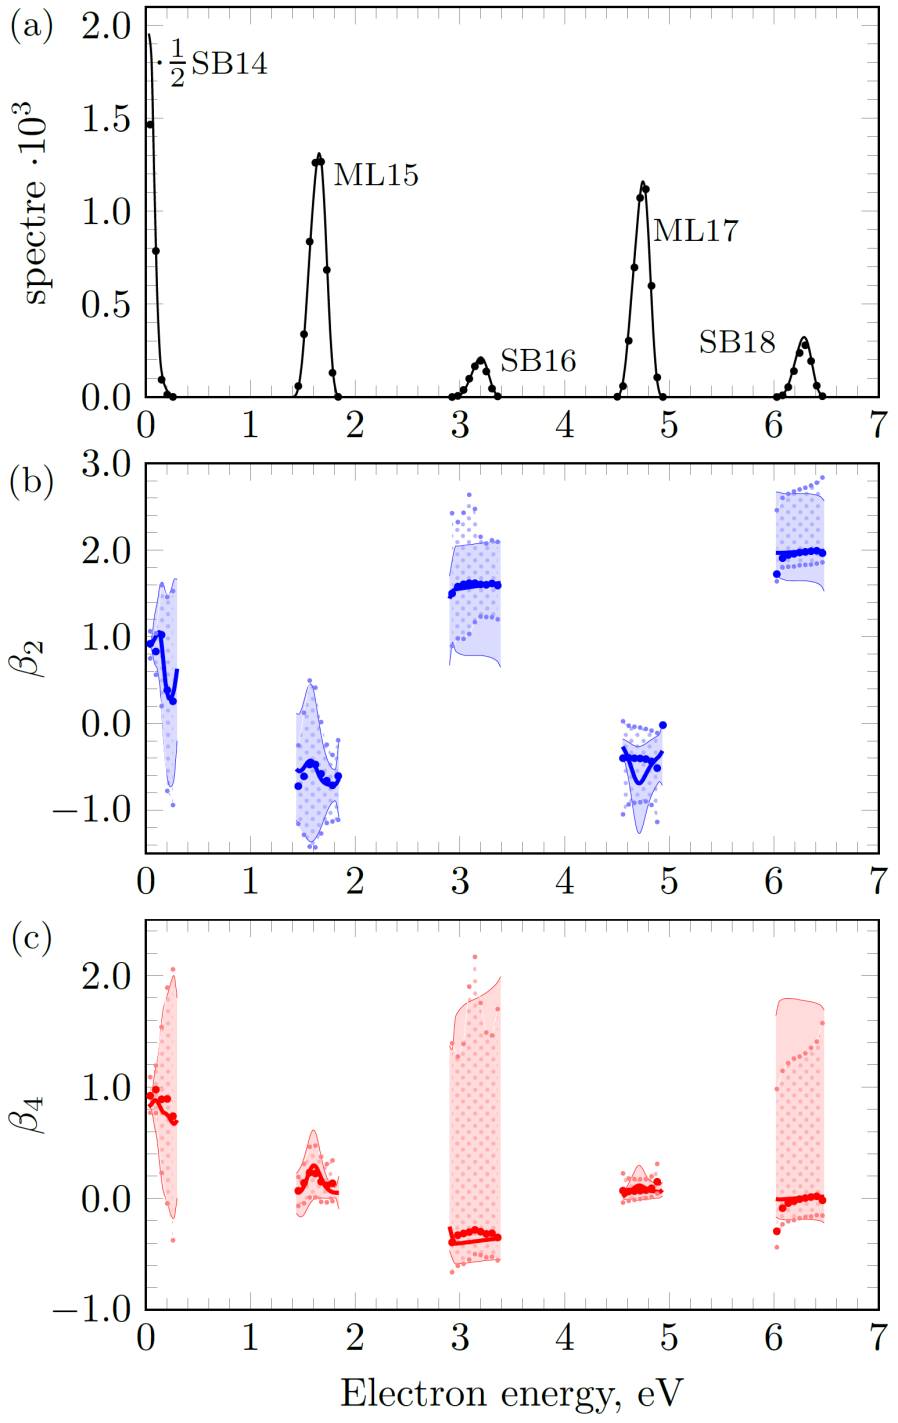 (a)
spectre ·10³
2.0
1.5
1.0
0.5
0.0
· 1/2 SB14
ML15
SB16
ML17
SB18
0 1 2 3 4 5 6 7
(b)
β₂
3.0
2.0
1.0
0.0
−1.0
0 1 2 3 4 5 6 7
(c)
β₄
2.0
1.0
0.0
−1.0
0 1 2 3 4 5 6 7
Electron energy, eV